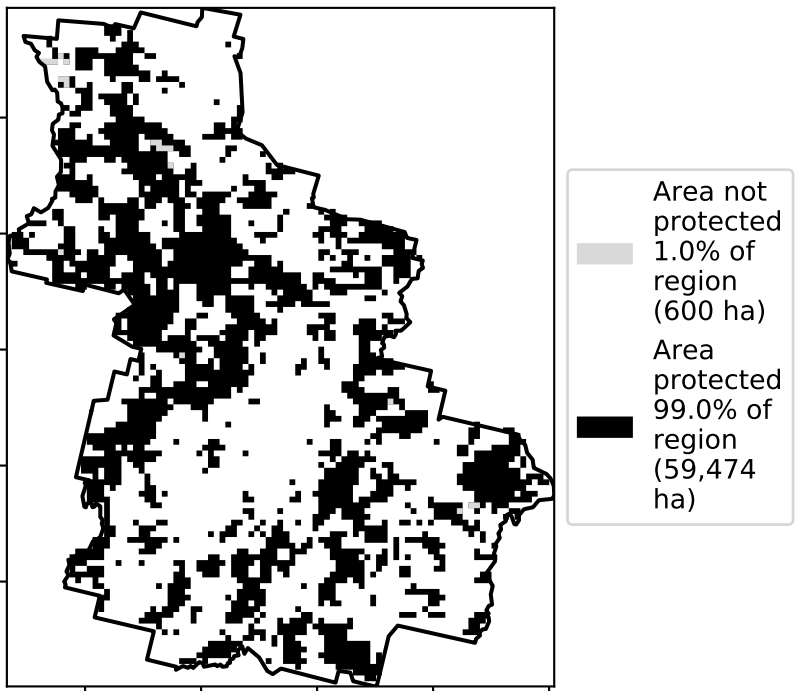 Area not
protected
1.0% of
region
(600 ha)
Area
protected
99.0% of
region
(59,474
ha)